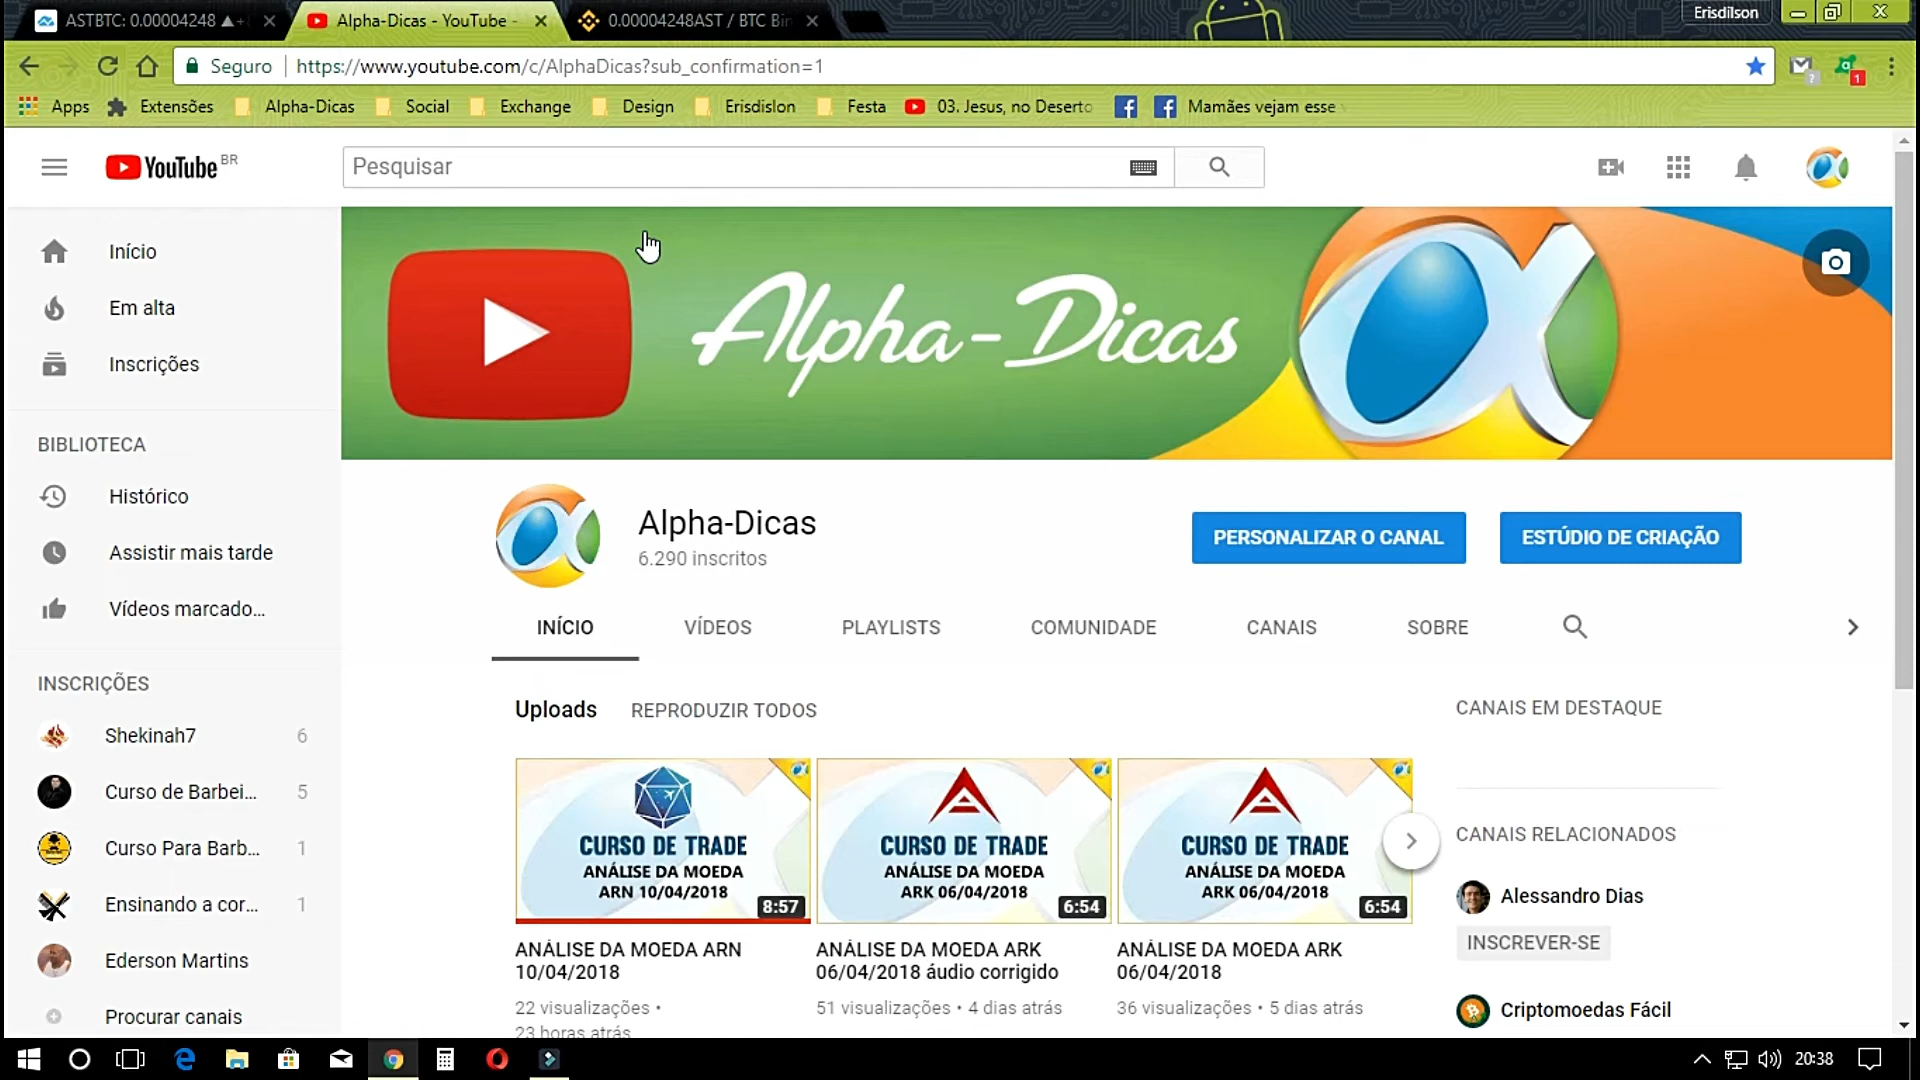 ASTBTC: 0.00004248 ▲+
Alpha-Dicas - YouTube -
0.00004248AST / BTC Bin
Erisdilson
Seguro
https://www.youtube.com/c/AlphaDicas?sub_confirmation=1
Apps
Extensões
Alpha-Dicas
Social
Exchange
Design
Erisdislon
Festa
03. Jesus, no Deserto
Mamães vejam esse
YouTube BR
Pesquisar
Início
Em alta
Inscrições
BIBLIOTECA
Histórico
Assistir mais tarde
Vídeos marcado...
INSCRIÇÕES
Shekinah7 6
Curso de Barbei... 5
Curso Para Barb... 1
Ensinando a cor... 1
Ederson Martins
Procurar canais
Alpha-Dicas
Alpha-Dicas
6.290 inscritos
PERSONALIZAR O CANAL
ESTÚDIO DE CRIAÇÃO
INÍCIO
VÍDEOS
PLAYLISTS
COMUNIDADE
CANAIS
SOBRE
Uploads
REPRODUZIR TODOS
CURSO DE TRADE
ANÁLISE DA MOEDA
ARN 10/04/2018
8:57
ANÁLISE DA MOEDA ARN
10/04/2018
22 visualizações •
23 horas atrás
CURSO DE TRADE
ANÁLISE DA MOEDA
ARK 06/04/2018
6:54
ANÁLISE DA MOEDA ARK
06/04/2018 áudio corrigido
51 visualizações • 4 dias atrás
CURSO DE TRADE
ANÁLISE DA MOEDA
ARK 06/04/2018
6:54
ANÁLISE DA MOEDA ARK
06/04/2018
36 visualizações • 5 dias atrás
CANAIS EM DESTAQUE
CANAIS RELACIONADOS
Alessandro Dias
INSCREVER-SE
Criptomoedas Fácil
20:38